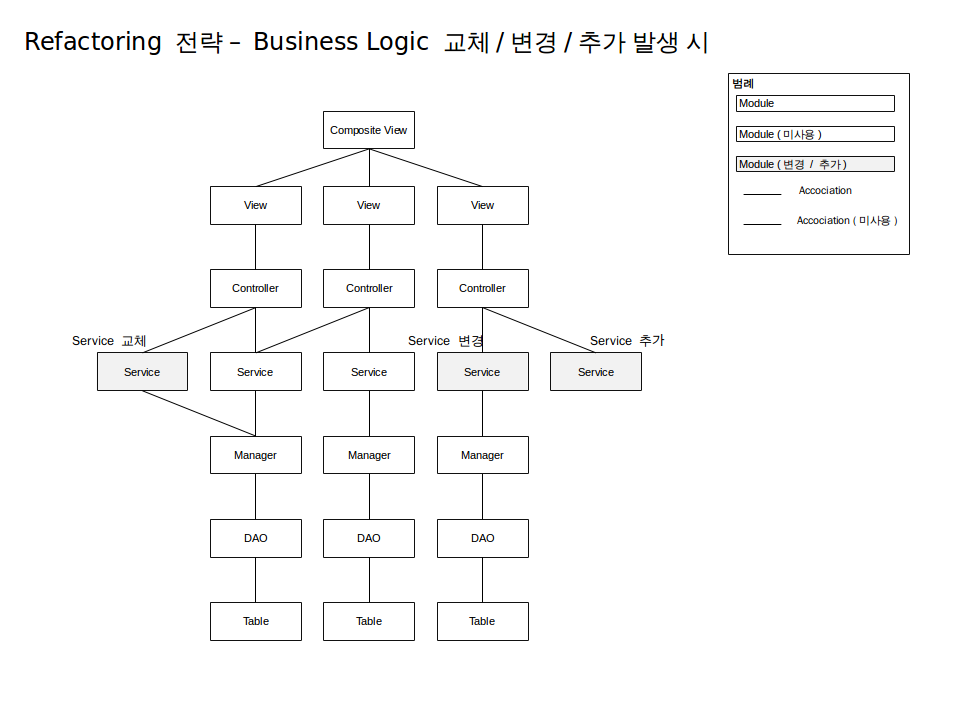 Refactoring 전략 – Business Logic 교체 / 변경 / 추가 발생 시
범례
Module
Module ( 미사용 )
Module ( 변경 / 추가 )
Accociation
Accociation ( 미사용 )
Composite View
View View View
Controller Controller Controller
Service 교체 Service 변경 Service 추가
Service Service Service Service Service
Manager Manager Manager
DAO DAO DAO
Table Table Table